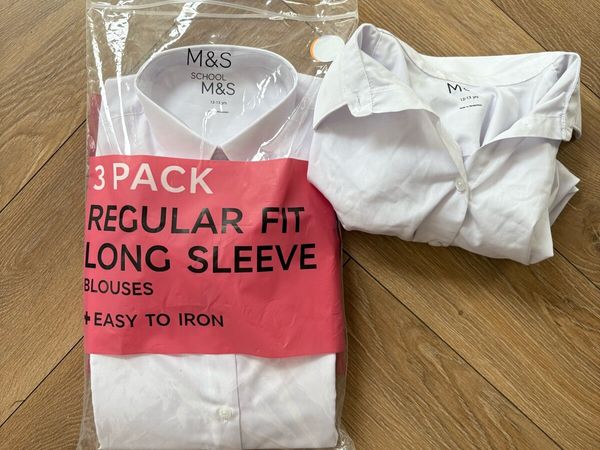 M&S
SCHOOL
M&S
12-13 yrs
3 PACK
REGULAR FIT
LONG SLEEVE
BLOUSES
+ EASY TO IRON
M&S
12-13 yrs